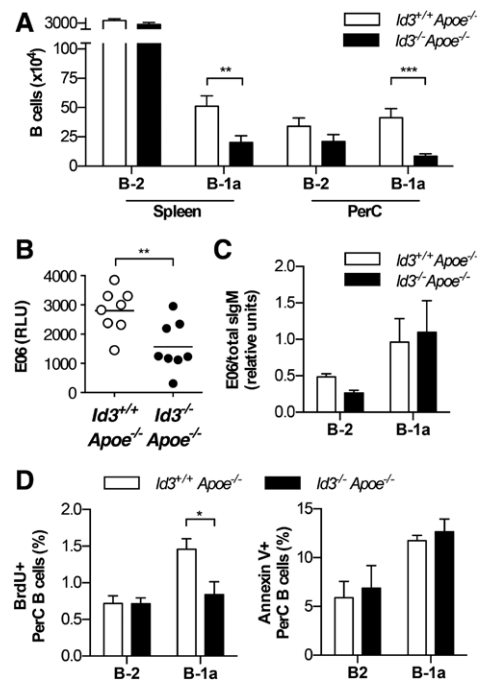 A
Id3+/+Apoe-/-
Id3-/-Apoe-/-
B cells (x10⁴)
3000
100
75
50
25
0
**
***
B-2
B-1a
B-2
B-1a
Spleen
PerC
B
**
E06 (RLU)
4000
3000
2000
1000
0
Id3+/+
Apoe-/-
Id3-/-
Apoe-/-
C
Id3+/+Apoe-/-
Id3-/-Apoe-/-
E06/total sIgM
(relative units)
2.0
1.5
1.0
0.5
0.0
B-2
B-1a
D
Id3+/+ Apoe-/-
Id3-/- Apoe-/-
BrdU+
PerC B cells (%)
2.0
1.5
1.0
0.5
0.0
*
B-2
B-1a
Annexin V+
PerC B cells (%)
15
10
5
0
B2
B-1a